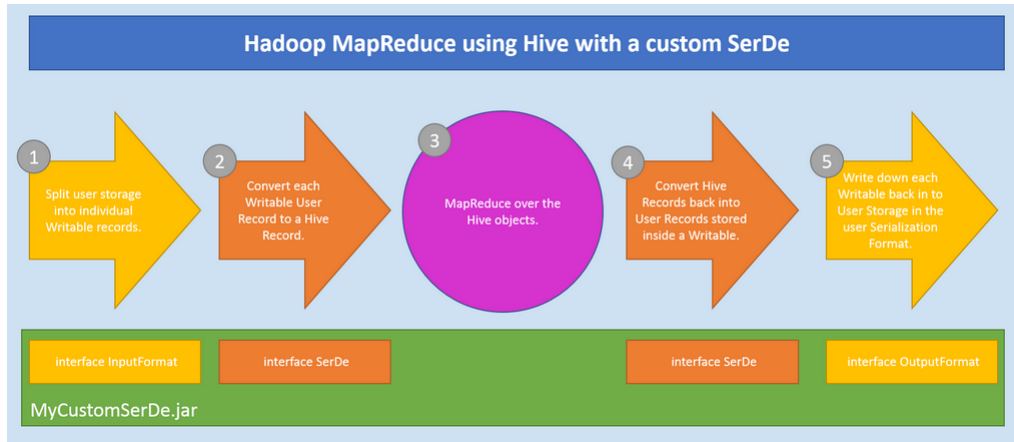 Hadoop MapReduce using Hive with a custom SerDe
1
Split user storage
into individual
Writable records.
2
Convert each
Writable User
Record to a Hive
Record.
3
MapReduce over the
Hive objects.
4
Convert Hive
Records back into
User Records stored
inside a Writable.
5
Write down each
Writable back in to
User Storage in the
user Serialization
Format.
interface InputFormat
interface SerDe
interface SerDe
interface OutputFormat
MyCustomSerDe.jar